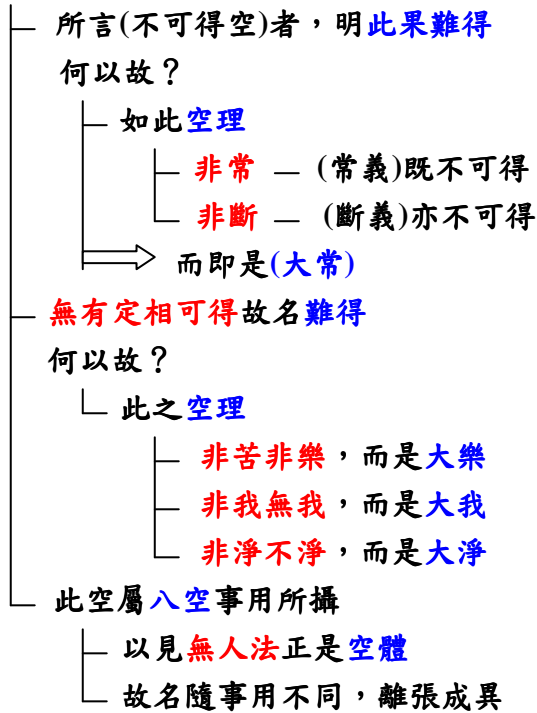 所言(不可得空)者，明此果難得
何以故？
如此空理
非常 — (常義)既不可得
非斷 — (斷義)亦不可得
而即是(大常)
無有定相可得故名難得
何以故？
此之空理
非苦非樂，而是大樂
非我無我，而是大我
非淨不淨，而是大淨
此空屬八空事用所攝
以見無人法正是空體
故名隨事用不同，離張成異